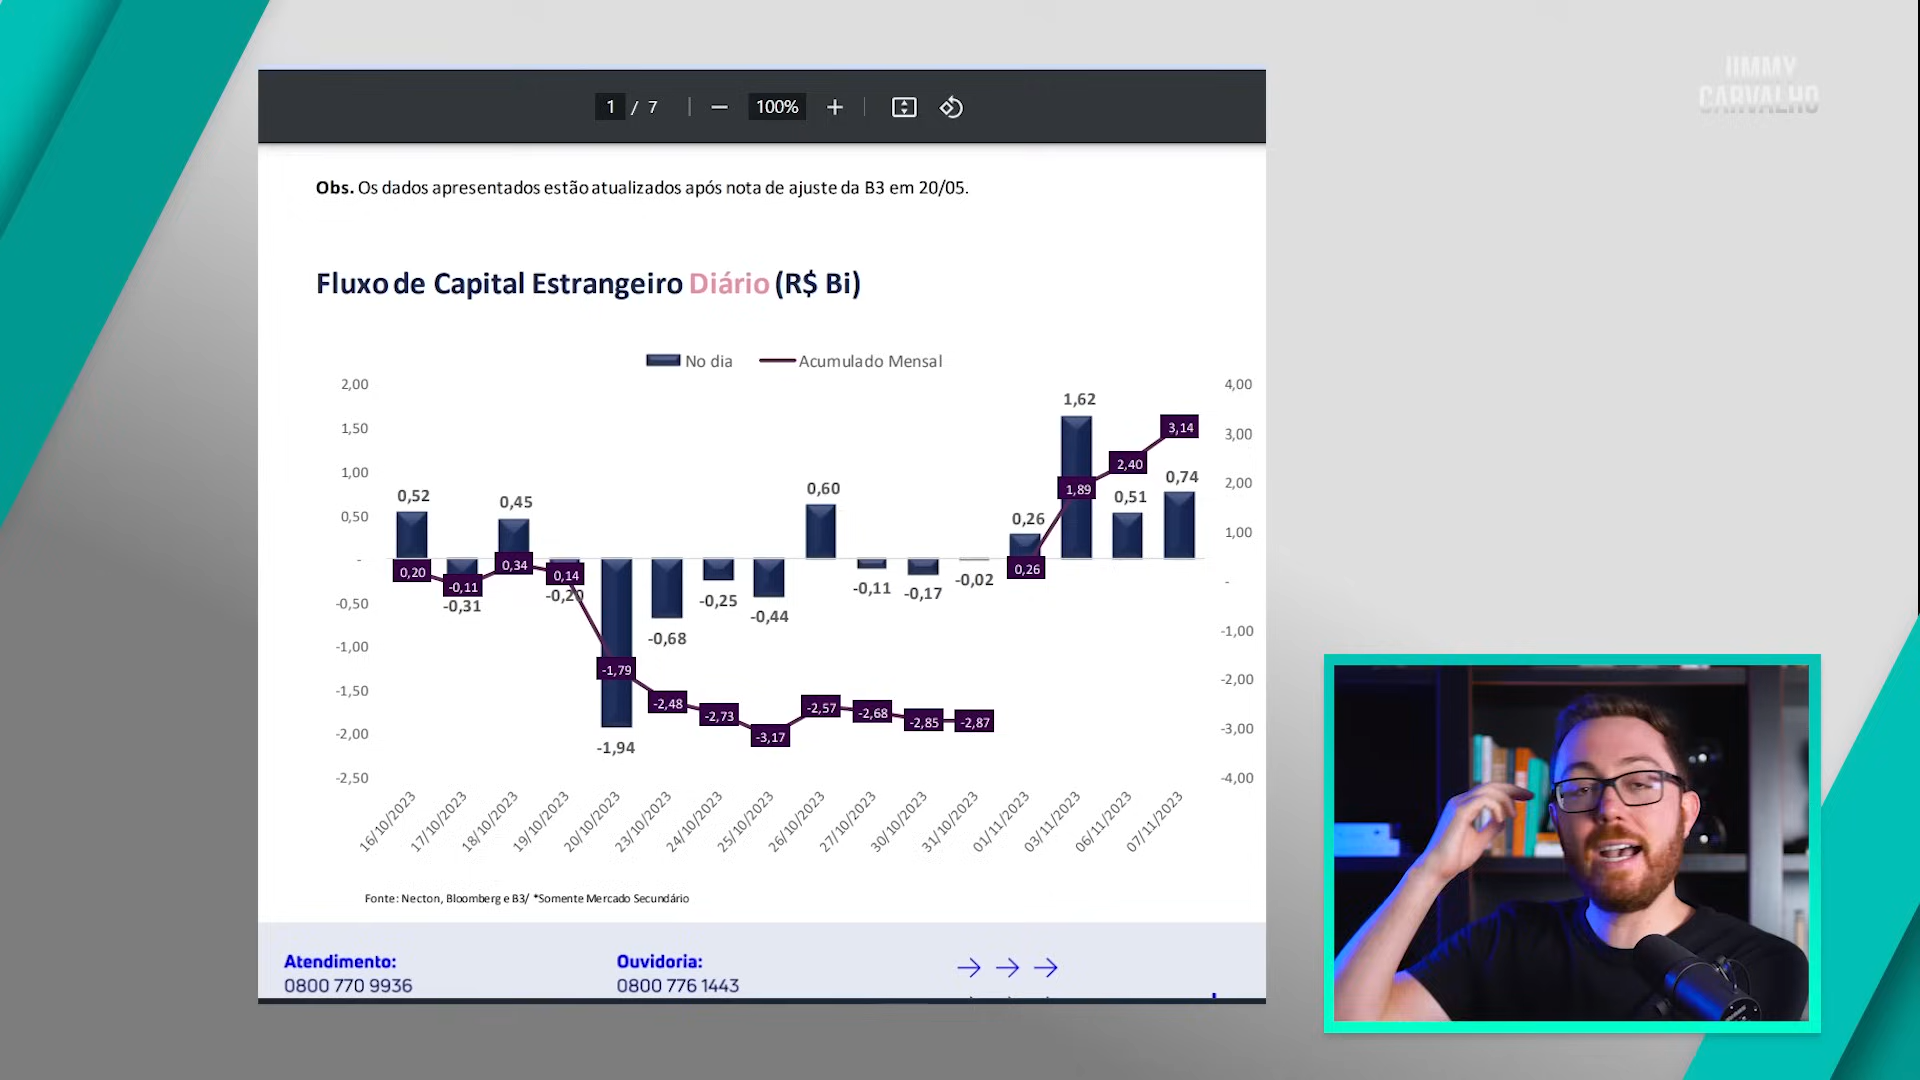 JIMMY
CARVALHO
1 / 7 | − 100% + |
Obs. Os dados apresentados estão atualizados após nota de ajuste da B3 em 20/05.
Fluxo de Capital Estrangeiro Diário (R$ Bi)
No dia Acumulado Mensal
2,00
1,50
1,00
0,50
-
-0,50
-1,00
-1,50
-2,00
-2,50
4,00
3,00
2,00
1,00
-
-1,00
-2,00
-3,00
-4,00
0,52 -0,31 0,45 -0,20 -1,94 -0,68 -0,25 -0,44 0,60 -0,11 -0,17 -0,02 0,26 1,62 0,51 0,74
0,20 -0,11 0,34 0,14 -1,79 -2,48 -2,73 -3,17 -2,57 -2,68 -2,85 -2,87 0,26 1,89 2,40 3,14
16/10/2023 17/10/2023 18/10/2023 19/10/2023 20/10/2023 23/10/2023 24/10/2023 25/10/2023 26/10/2023 27/10/2023 30/10/2023 31/10/2023 01/11/2023 03/11/2023 06/11/2023 07/11/2023
Fonte: Necton, Bloomberg e B3/ *Somente Mercado Secundário
Atendimento:
0800 770 9936
Ouvidoria:
0800 776 1443